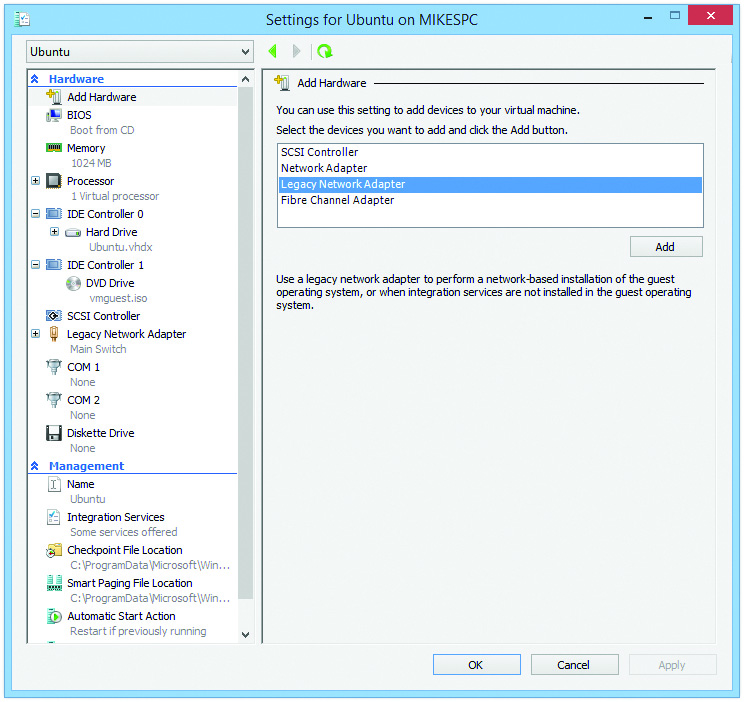 Settings for Ubuntu on MIKESPC
Ubuntu
Hardware
Add Hardware
BIOS
Boot from CD
Memory
1024 MB
Processor
1 Virtual processor
IDE Controller 0
Hard Drive
Ubuntu.vhdx
IDE Controller 1
DVD Drive
vmguest.iso
SCSI Controller
Legacy Network Adapter
Main Switch
COM 1
None
COM 2
None
Diskette Drive
None
Management
Name
Ubuntu
Integration Services
Some services offered
Checkpoint File Location
C:\ProgramData\Microsoft\Win...
Smart Paging File Location
C:\ProgramData\Microsoft\Win...
Automatic Start Action
Restart if previously running
Add Hardware
You can use this setting to add devices to your virtual machine.
Select the devices you want to add and click the Add button.
SCSI Controller
Network Adapter
Legacy Network Adapter
Fibre Channel Adapter
Add
Use a legacy network adapter to perform a network-based installation of the guest
operating system, or when integration services are not installed in the guest operating
system.
OK
Cancel
Apply